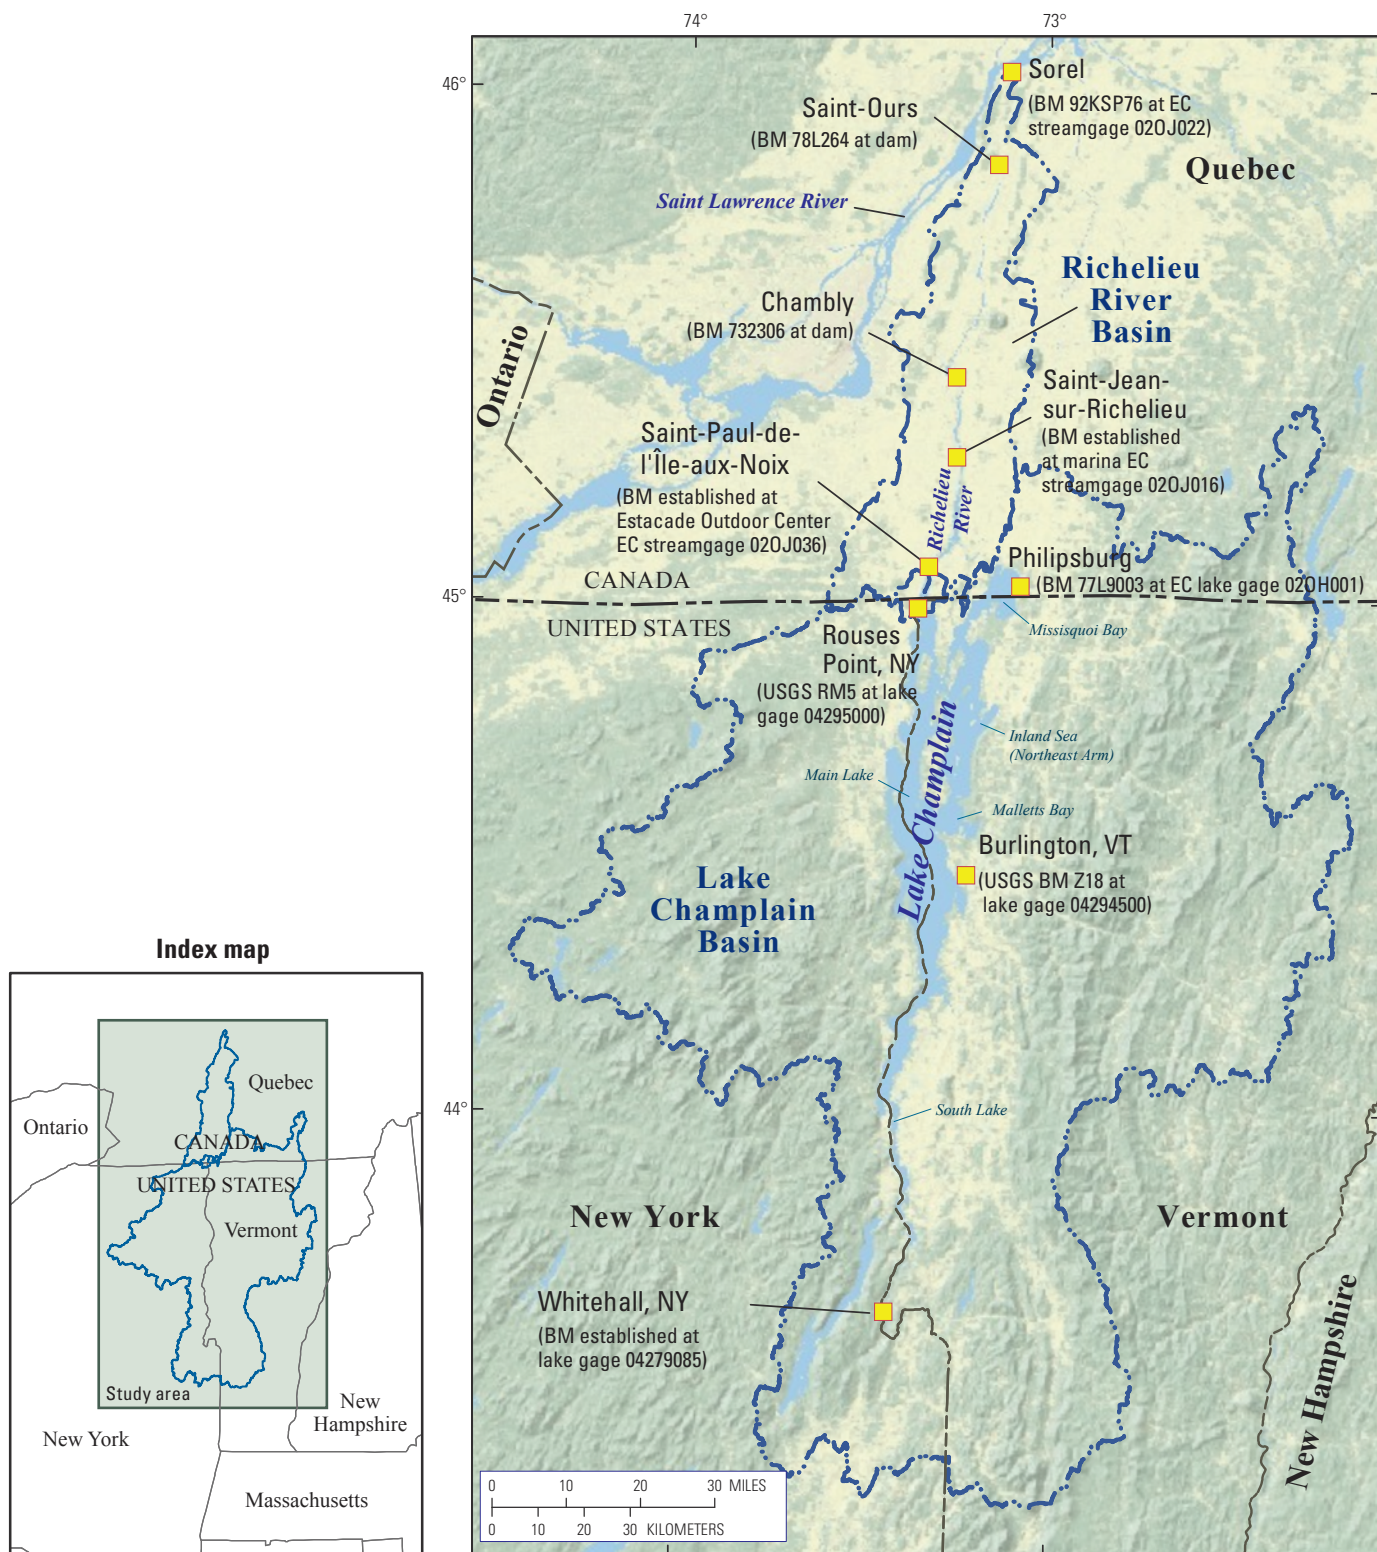 74°
73°
46°
Sorel
(BM 92KSP76 at EC
streamgage 02OJ022)
Saint-Ours
(BM 78L264 at dam)
Quebec
Saint Lawrence River
Richelieu
River
Basin
Chambly
(BM 732306 at dam)
Ontario
Saint-Jean-
sur-Richelieu
(BM established
at marina EC
streamgage 02OJ016)
Saint-Paul-de-
l'Île-aux-Noix
(BM established at
Estacade Outdoor Center
EC streamgage 02OJ036)
Richelieu
River
Philipsburg
(BM 77L9003 at EC lake gage 02OH001)
45°
CANADA
UNITED STATES
Missisquoi Bay
Rouses
Point, NY
(USGS RM5 at lake
gage 04295000)
Inland Sea
(Northeast Arm)
Main Lake
Lake Champlain
Malletts Bay
Burlington, VT
(USGS BM Z18 at
lake gage 04294500)
Lake
Champlain
Basin
44°
South Lake
New York
Vermont
Whitehall, NY
(BM established at
lake gage 04279085)
New Hampshire
0 10 20 30 MILES
0 10 20 30 KILOMETERS
Index map
Quebec
Ontario
CANADA
UNITED STATES
Vermont
Study area
New
Hampshire
New York
Massachusetts